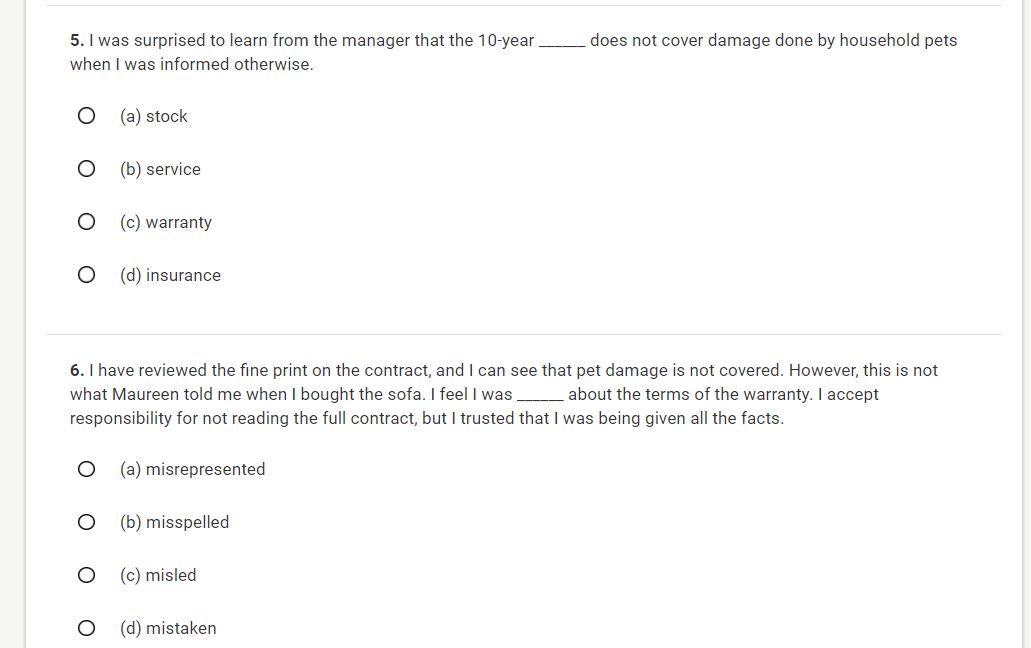 5. I was surprised to learn from the manager that the 10-year ______ does not cover damage done by household pets
when I was informed otherwise.
(a) stock
(b) service
(c) warranty
(d) insurance
6. I have reviewed the fine print on the contract, and I can see that pet damage is not covered. However, this is not
what Maureen told me when I bought the sofa. I feel I was ______ about the terms of the warranty. I accept
responsibility for not reading the full contract, but I trusted that I was being given all the facts.
(a) misrepresented
(b) misspelled
(c) misled
(d) mistaken